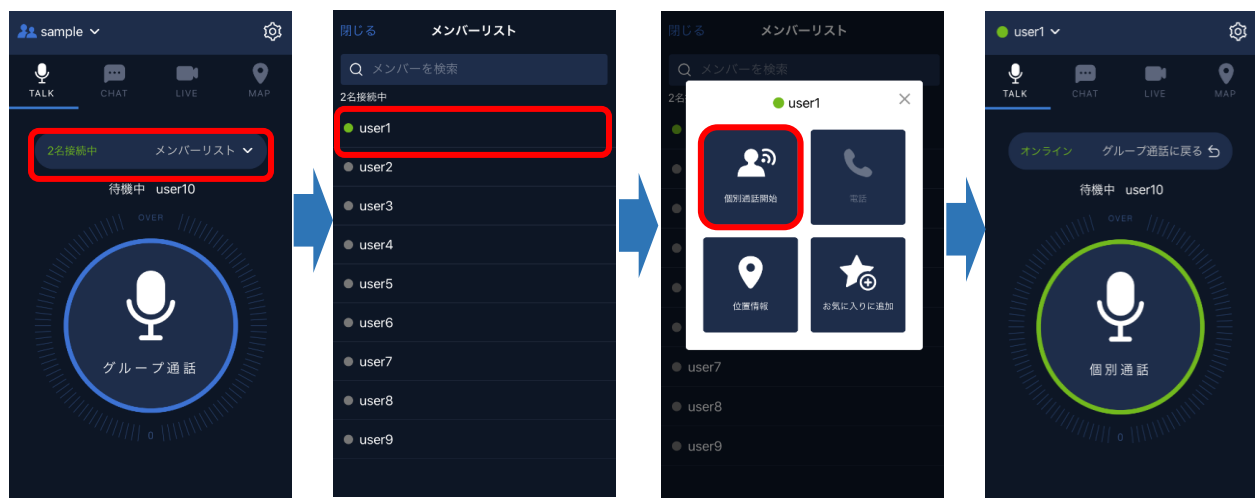 sample
TALK CHAT LIVE MAP
2名接続中 メンバーリスト
待機中 user10
OVER
グループ通話
0
閉じる メンバーリスト
メンバーを検索
2名接続中
user1
user2
user3
user4
user5
user6
user7
user8
user9
閉じる メンバーリスト
メンバーを検索
2名
user1
個別通話開始 電話
位置情報 お気に入りに追加
user7
user8
user9
user1
TALK CHAT LIVE MAP
オンライン グループ通話に戻る
待機中 user10
OVER
個別通話
0